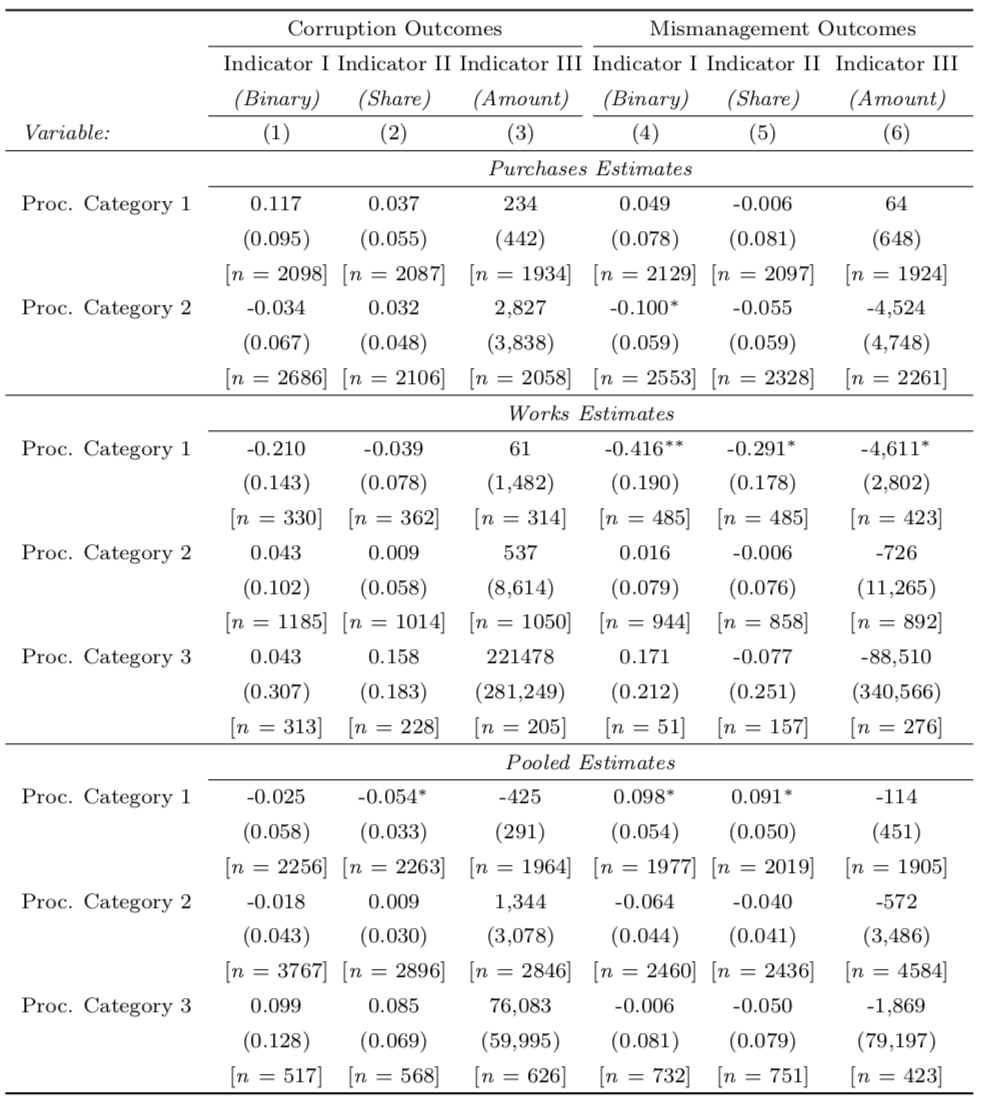 Corruption Outcomes Mismanagement Outcomes
Indicator I Indicator II Indicator III Indicator I Indicator II Indicator III
(Binary) (Share) (Amount) (Binary) (Share) (Amount)
Variable: (1) (2) (3) (4) (5) (6)
Purchases Estimates
Proc. Category 1 0.117 0.037 234 0.049 -0.006 64
(0.095) (0.055) (442) (0.078) (0.081) (648)
[n = 2098] [n = 2087] [n = 1934] [n = 2129] [n = 2097] [n = 1924]
Proc. Category 2 -0.034 0.032 2,827 -0.100* -0.055 -4,524
(0.067) (0.048) (3,838) (0.059) (0.059) (4,748)
[n = 2686] [n = 2106] [n = 2058] [n = 2553] [n = 2328] [n = 2261]
Works Estimates
Proc. Category 1 -0.210 -0.039 61 -0.416** -0.291* -4,611*
(0.143) (0.078) (1,482) (0.190) (0.178) (2,802)
[n = 330] [n = 362] [n = 314] [n = 485] [n = 485] [n = 423]
Proc. Category 2 0.043 0.009 537 0.016 -0.006 -726
(0.102) (0.058) (8,614) (0.079) (0.076) (11,265)
[n = 1185] [n = 1014] [n = 1050] [n = 944] [n = 858] [n = 892]
Proc. Category 3 0.043 0.158 221478 0.171 -0.077 -88,510
(0.307) (0.183) (281,249) (0.212) (0.251) (340,566)
[n = 313] [n = 228] [n = 205] [n = 51] [n = 157] [n = 276]
Pooled Estimates
Proc. Category 1 -0.025 -0.054* -425 0.098* 0.091* -114
(0.058) (0.033) (291) (0.054) (0.050) (451)
[n = 2256] [n = 2263] [n = 1964] [n = 1977] [n = 2019] [n = 1905]
Proc. Category 2 -0.018 0.009 1,344 -0.064 -0.040 -572
(0.043) (0.030) (3,078) (0.044) (0.041) (3,486)
[n = 3767] [n = 2896] [n = 2846] [n = 2460] [n = 2436] [n = 4584]
Proc. Category 3 0.099 0.085 76,083 -0.006 -0.050 -1,869
(0.128) (0.069) (59,995) (0.081) (0.079) (79,197)
[n = 517] [n = 568] [n = 626] [n = 732] [n = 751] [n = 423]